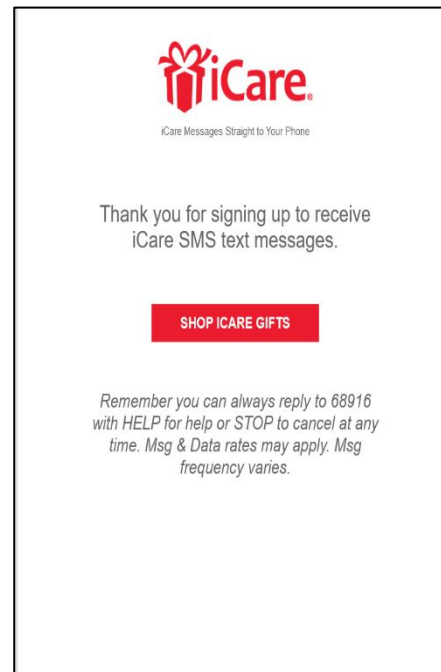 iCare®
iCare Messages Straight to Your Phone
Thank you for signing up to receive
iCare SMS text messages.
SHOP ICARE GIFTS
Remember you can always reply to 68916
with HELP for help or STOP to cancel at any
time. Msg & Data rates may apply. Msg
frequency varies.